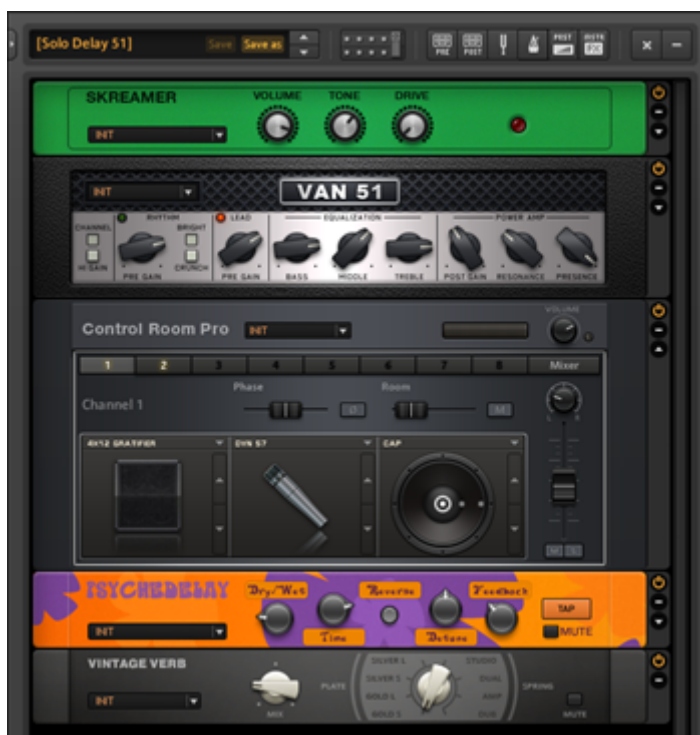 [Solo Delay 51] Save Save as
PRE POST POST INSTR FX
SKREAMER VOLUME TONE DRIVE
INIT
INIT VAN 51
CHANNEL RHYTHM BRIGHT LEAD EQUALIZATION POWER AMP
HI GAIN PRE GAIN CRUNCH PRE GAIN BASS MIDDLE TREBLE POST GAIN RESONANCE PRESENCE
VOLUME
Control Room Pro INIT
1 2 3 4 5 6 7 8 Mixer
Phase Room
Channel 1 Ø M
L R
4X12 GRATIFIER DYN 57 CAP
M S
PSYCHEDELAY Dry/Wet Reverse Feedback
TAP
INIT Time Detune MUTE
VINTAGE VERB SILVER L STUDIO
SILVER S DUAL
PLATE SPRING
INIT GOLD L AMP
MIX GOLD S DUB MUTE